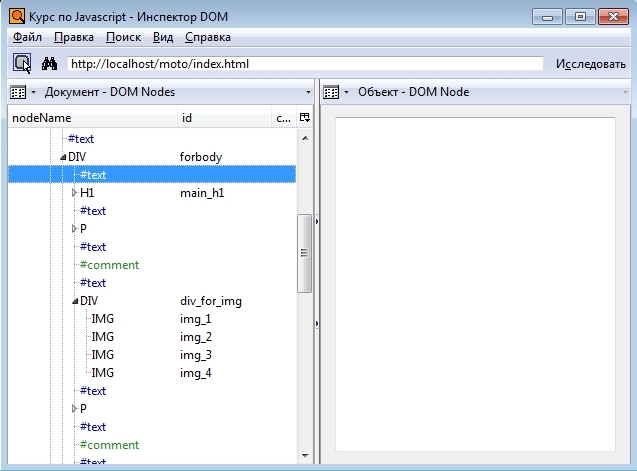 Курс по Javascript - Инспектор DOM
Файл Правка Поиск Вид Справка
http://localhost/moto/index.html Исследовать
Документ - DOM Nodes Объект - DOM Node
nodeName id c...
#text
DIV forbody
#text
H1 main_h1
#text
P
#text
#comment
#text
DIV div_for_img
IMG img_1
IMG img_2
IMG img_3
IMG img_4
#text
P
#text
#comment
#text